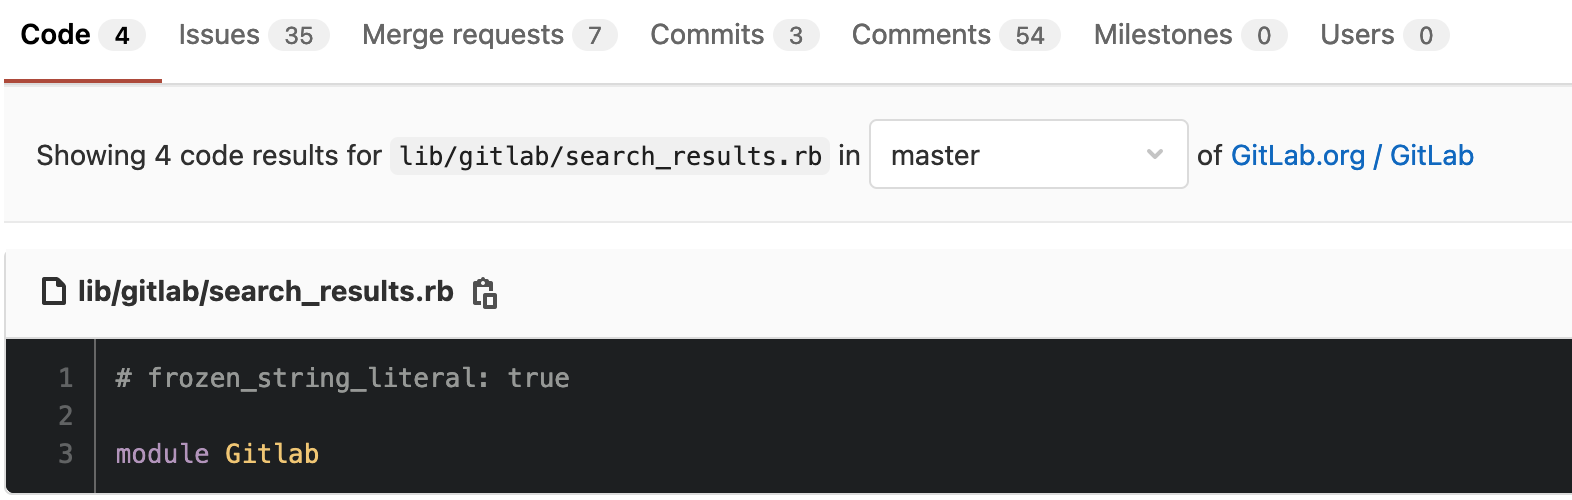 Code 4 Issues 35 Merge requests 7 Commits 3 Comments 54 Milestones 0 Users 0
Showing 4 code results for lib/gitlab/search_results.rb in master of GitLab.org / GitLab
lib/gitlab/search_results.rb
1 # frozen_string_literal: true
2
3 module Gitlab